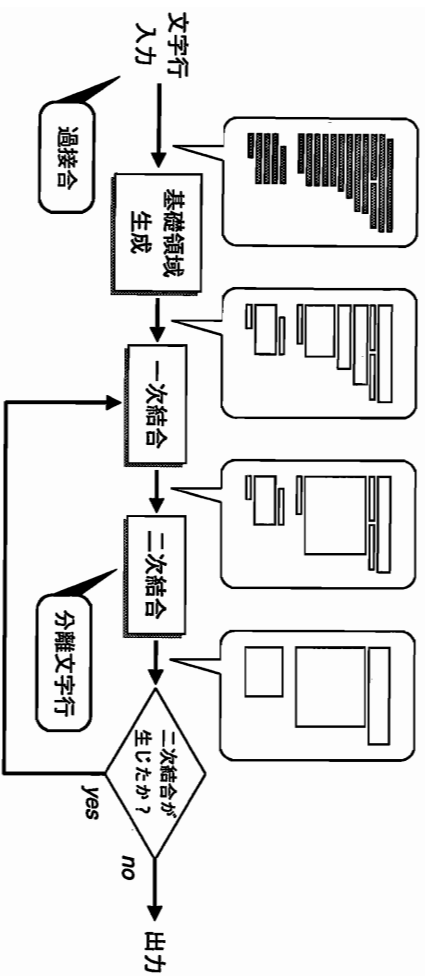 文字行
入力
過接合
基礎領域
生成
一次結合
二次結合
分離文字行
二次結合が
生じたか？
yes
no
出力